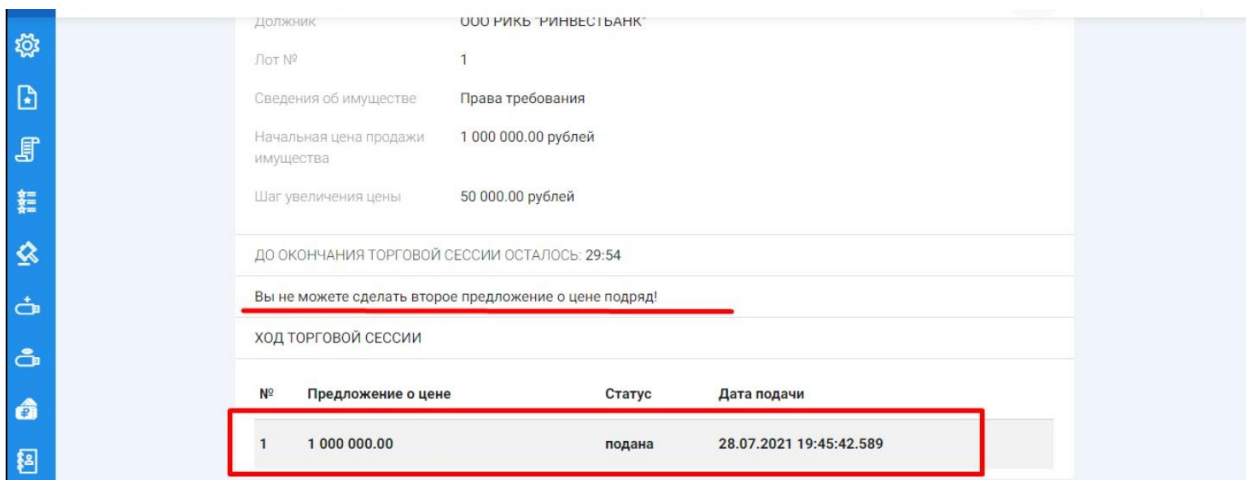 Должник ООО РИКБ "РИНВЕСТБАНК"
Лот № 1
Сведения об имуществе Права требования
Начальная цена продажи 1 000 000.00 рублей
имущества
Шаг увеличения цены 50 000.00 рублей
ДО ОКОНЧАНИЯ ТОРГОВОЙ СЕССИИ ОСТАЛОСЬ: 29:54
Вы не можете сделать второе предложение о цене подряд!
ХОД ТОРГОВОЙ СЕССИИ
№ Предложение о цене Статус Дата подачи
1 1 000 000.00 подана 28.07.2021 19:45:42.589